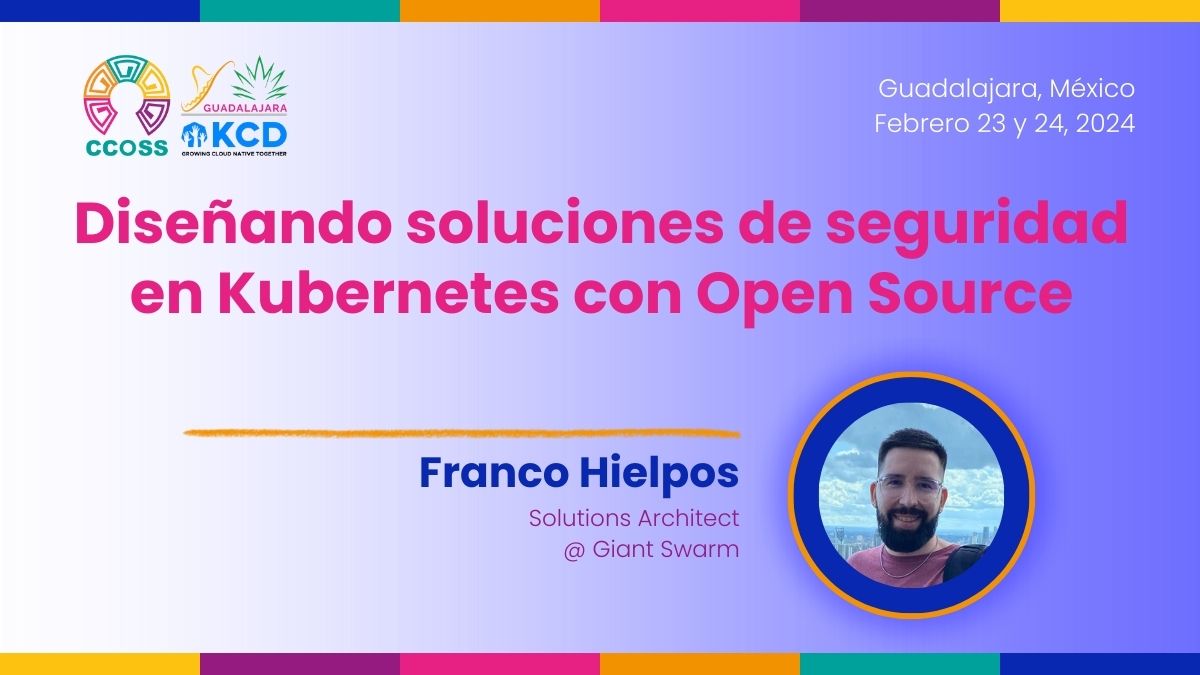 CCOSS
GUADALAJARA
KCD
GROWING CLOUD NATIVE TOGETHER
Guadalajara, México
Febrero 23 y 24, 2024
Diseñando soluciones de seguridad
en Kubernetes con Open Source
Franco Hielpos
Solutions Architect
@ Giant Swarm